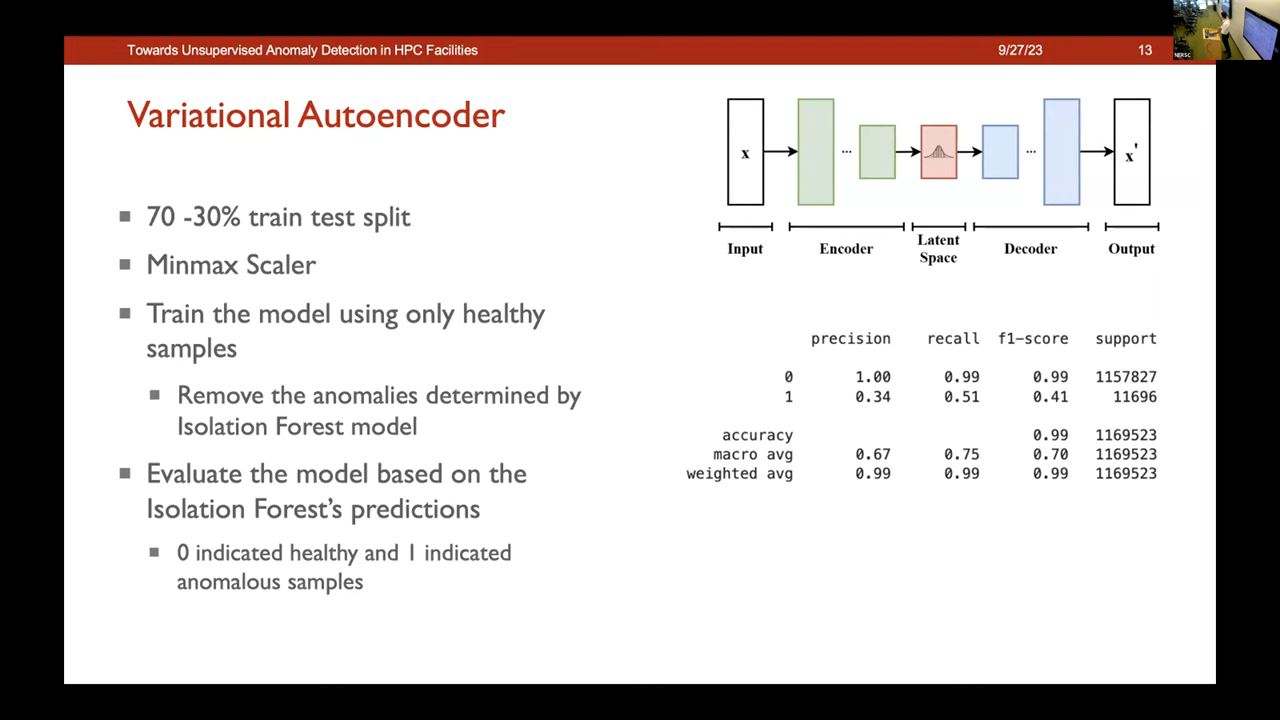 Towards Unsupervised Anomaly Detection in HPC Facilities 9/27/23 13
NERSC
Variational Autoencoder
70 -30% train test split
Minmax Scaler
Train the model using only healthy
samples
Remove the anomalies determined by
Isolation Forest model
Evaluate the model based on the
Isolation Forest's predictions
0 indicated healthy and 1 indicated
anomalous samples
x ... ... x'
Input Encoder Latent Space Decoder Output
precision recall f1-score support
0 1.00 0.99 0.99 1157827
1 0.34 0.51 0.41 11696
accuracy 0.99 1169523
macro avg 0.67 0.75 0.70 1169523
weighted avg 0.99 0.99 0.99 1169523